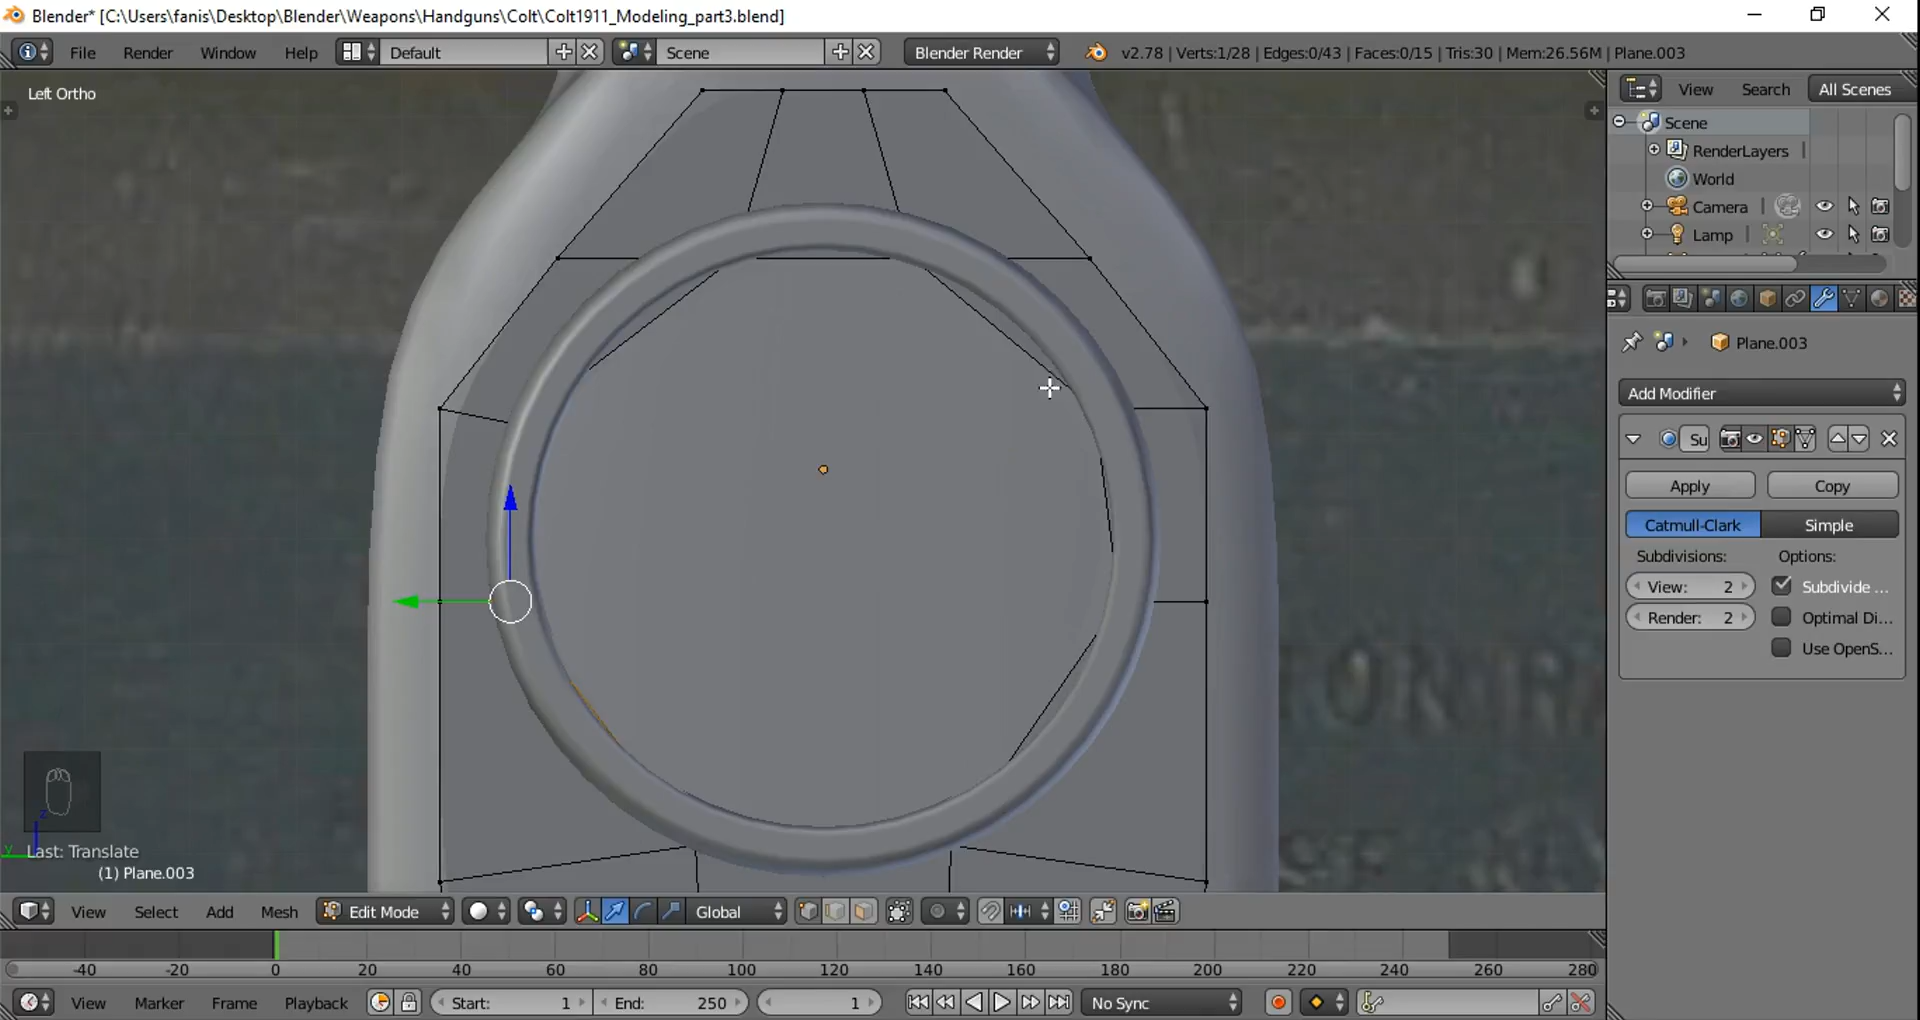 Blender* [C:\Users\fanis\Desktop\Blender\Weapons\Handguns\Colt\Colt1911_Modeling_part3.blend]
File Render Window Help Default Scene Blender Render v2.78 | Verts:1/28 | Edges:0/43 | Faces:0/15 | Tris:30 | Mem:26.56M | Plane.003
Left Ortho
View Search All Scenes
Scene
RenderLayers
World
Camera
Lamp
Plane.003
Add Modifier
Su
Apply Copy
Catmull-Clark Simple
Subdivisions: Options:
View: 2 Subdivide ...
Render: 2 Optimal Di...
Use OpenS...
z
y
Last: Translate
(1) Plane.003
View Select Add Mesh Edit Mode Global
-40 -20 0 20 40 60 80 100 120 140 160 180 200 220 240 260 280
View Marker Frame Playback Start: 1 End: 250 1 No Sync